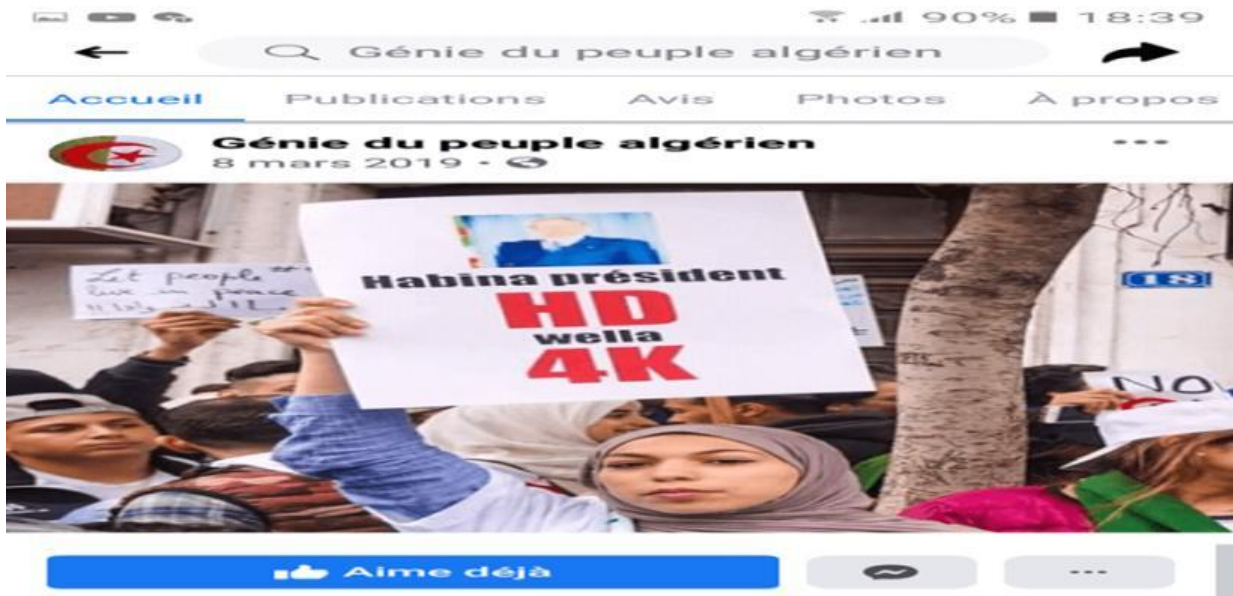 90% 18:39
Génie du peuple algérien
Accueil Publications Avis Photos À propos
Génie du peuple algérien
8 mars 2019
Habina président
HD
wella
4K
Let people
live in peace
18
NO
Aime déjà